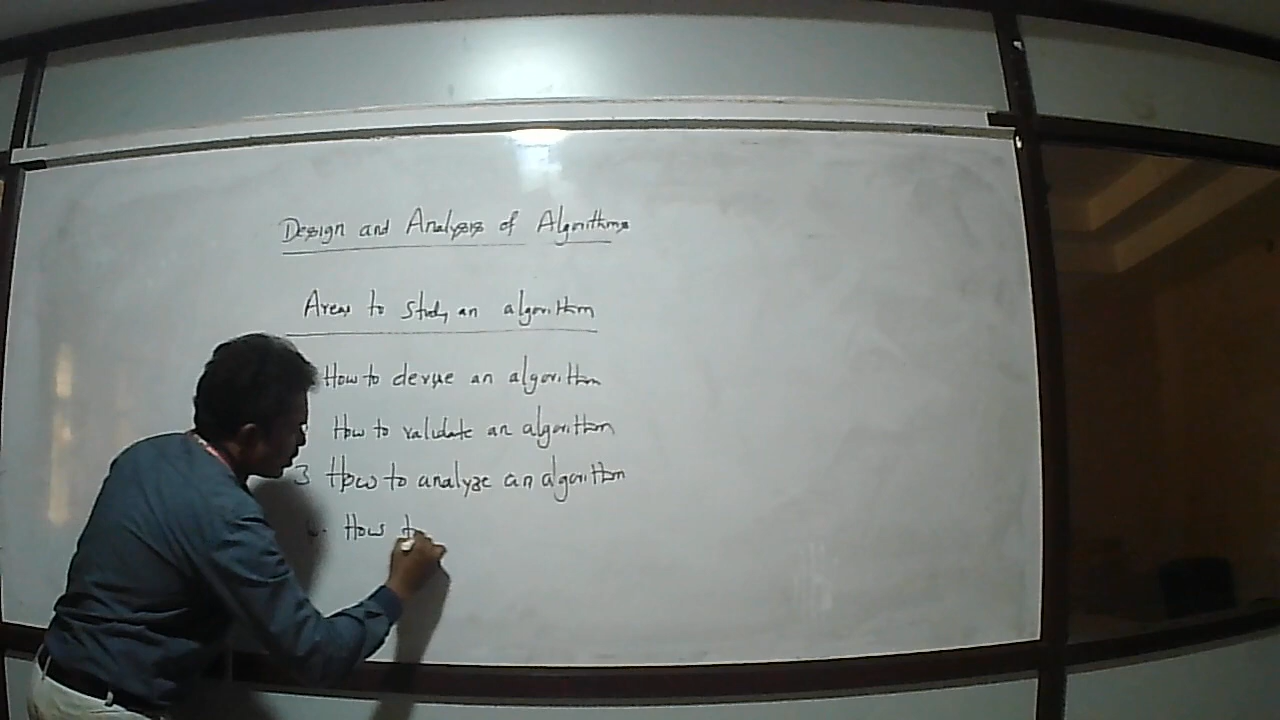 Design and Analysis of Algorithms
Areas to study an algorithm
How to devise an algorithm
How to validate an algorithm
3 How to analyze an algorithm
4. How t